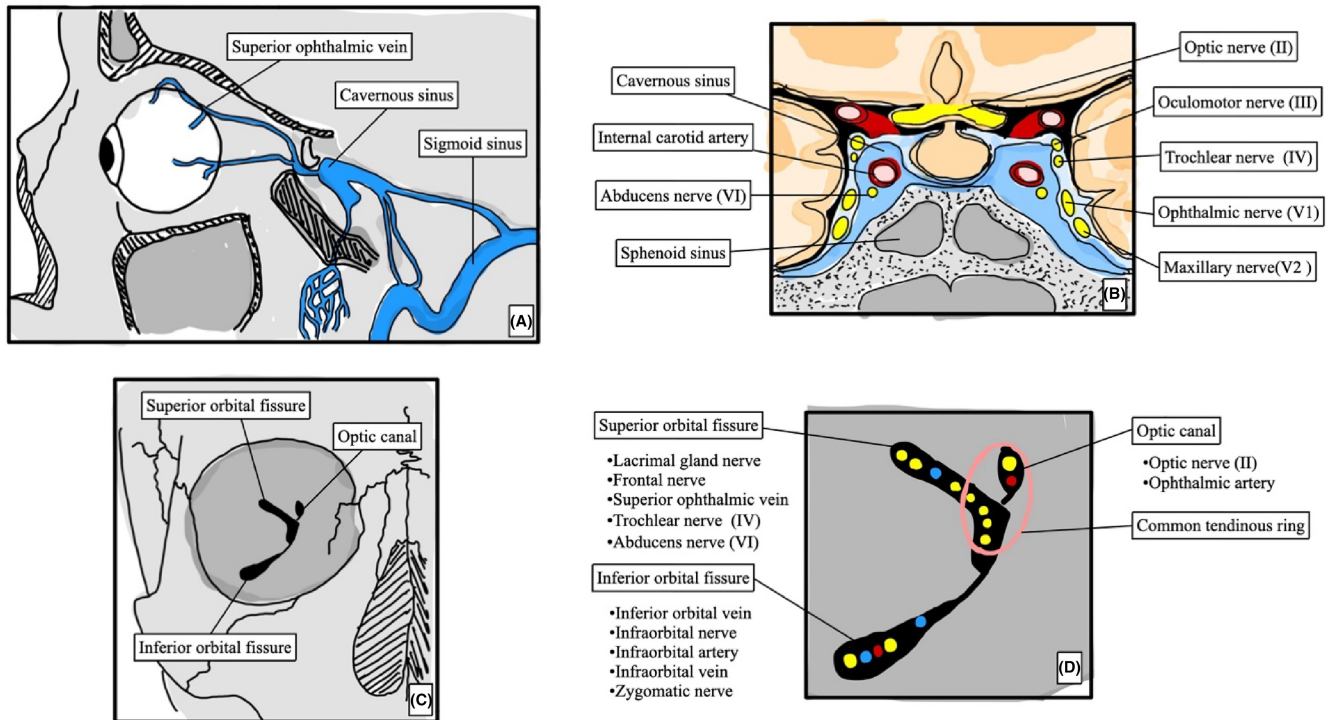 Superior ophthalmic vein
Cavernous sinus
Sigmoid sinus
(A)
Cavernous sinus
Internal carotid artery
Abducens nerve (VI)
Sphenoid sinus
Optic nerve (II)
Oculomotor nerve (III)
Trochlear nerve (IV)
Ophthalmic nerve (V1)
Maxillary nerve(V2 )
(B)
Superior orbital fissure
Optic canal
Inferior orbital fissure
(C)
Superior orbital fissure
•Lacrimal gland nerve
•Frontal nerve
•Superior ophthalmic vein
•Trochlear nerve (IV)
•Abducens nerve (VI)
Inferior orbital fissure
•Inferior orbital vein
•Infraorbital nerve
•Infraorbital artery
•Infraorbital vein
•Zygomatic nerve
Optic canal
•Optic nerve (II)
•Ophthalmic artery
Common tendinous ring
(D)